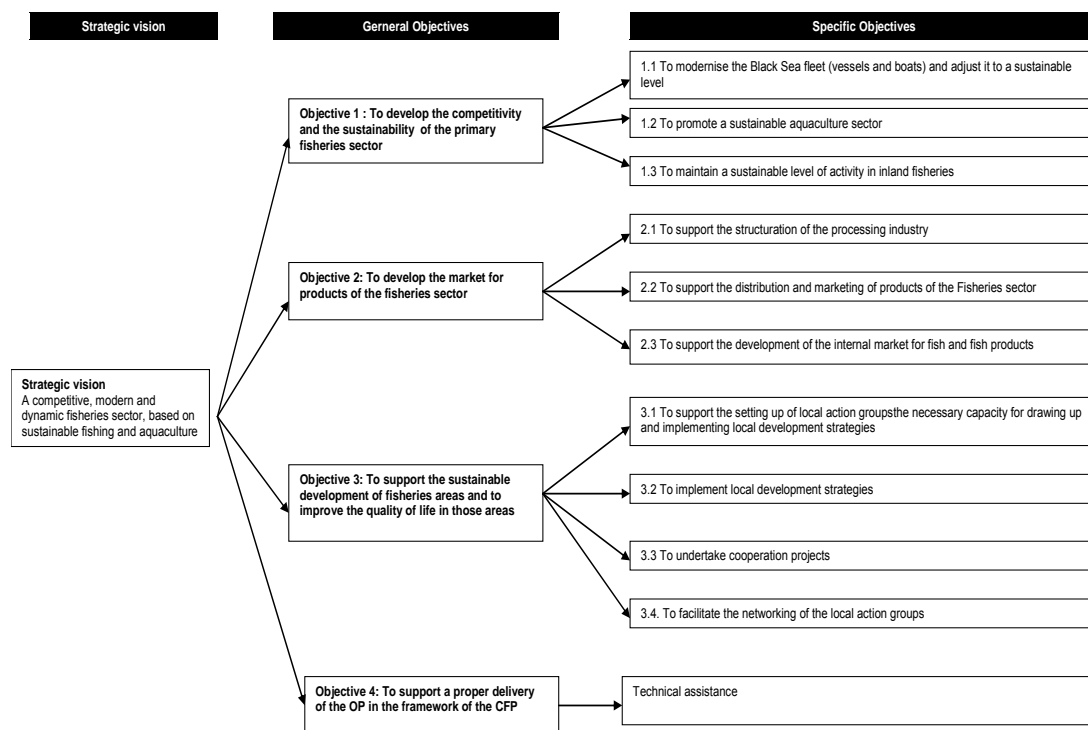 Strategic vision
Gerneral Objectives
Specific Objectives
Strategic vision
A competitive, modern and
dynamic fisheries sector, based on
sustainable fishing and aquaculture
Objective 1 : To develop the competitivity
and the sustainability of the primary
fisheries sector
1.1 To modernise the Black Sea fleet (vessels and boats) and adjust it to a sustainable
level
1.2 To promote a sustainable aquaculture sector
1.3 To maintain a sustainable level of activity in inland fisheries
Objective 2: To develop the market for
products of the fisheries sector
2.1 To support the structuration of the processing industry
2.2 To support the distribution and marketing of products of the Fisheries sector
2.3 To support the development of the internal market for fish and fish products
Objective 3: To support the sustainable
development of fisheries areas and to
improve the quality of life in those areas
3.1 To support the setting up of local action groupsthe necessary capacity for drawing up
and implementing local development strategies
3.2 To implement local development strategies
3.3 To undertake cooperation projects
3.4. To facilitate the networking of the local action groups
Objective 4: To support a proper delivery
of the OP in the framework of the CFP
Technical assistance